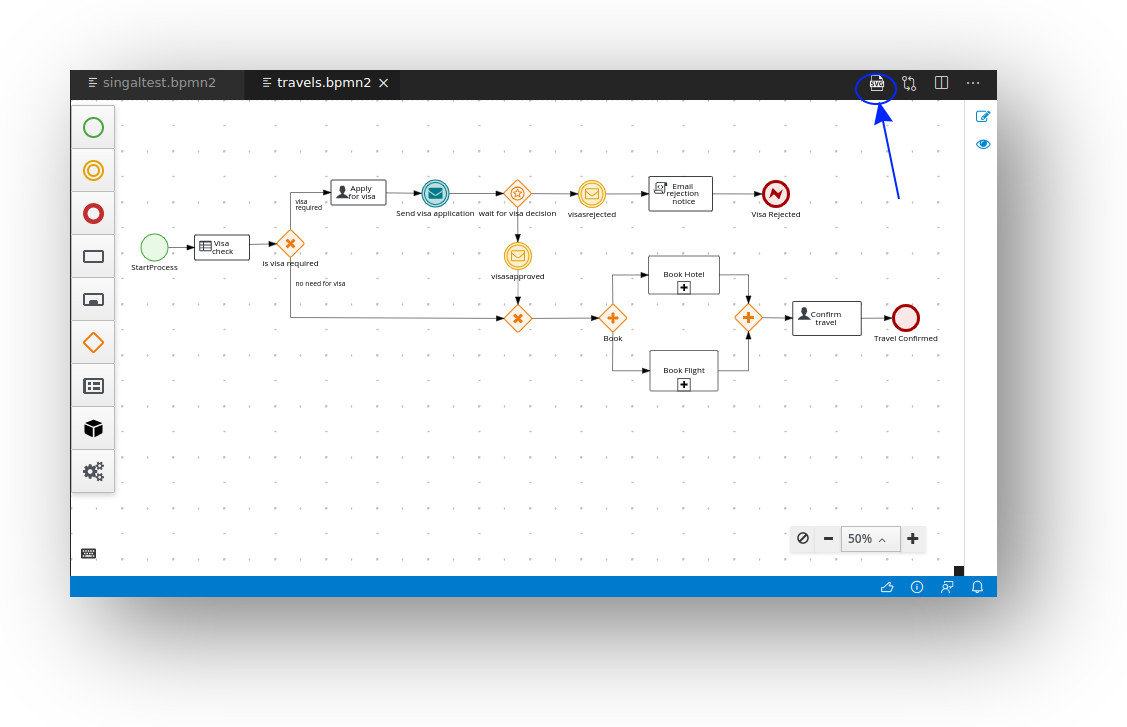 singaltest.bpmn2
travels.bpmn2
SVG
Apply
for visa
visa
required
Send visa application
wait for visa decision
visasrejected
Email
rejection
notice
Visa Rejected
Visa
check
StartProcess
is visa required
visasapproved
no need for visa
Book Hotel
Book
Confirm
travel
Travel Confirmed
Book Flight
50%